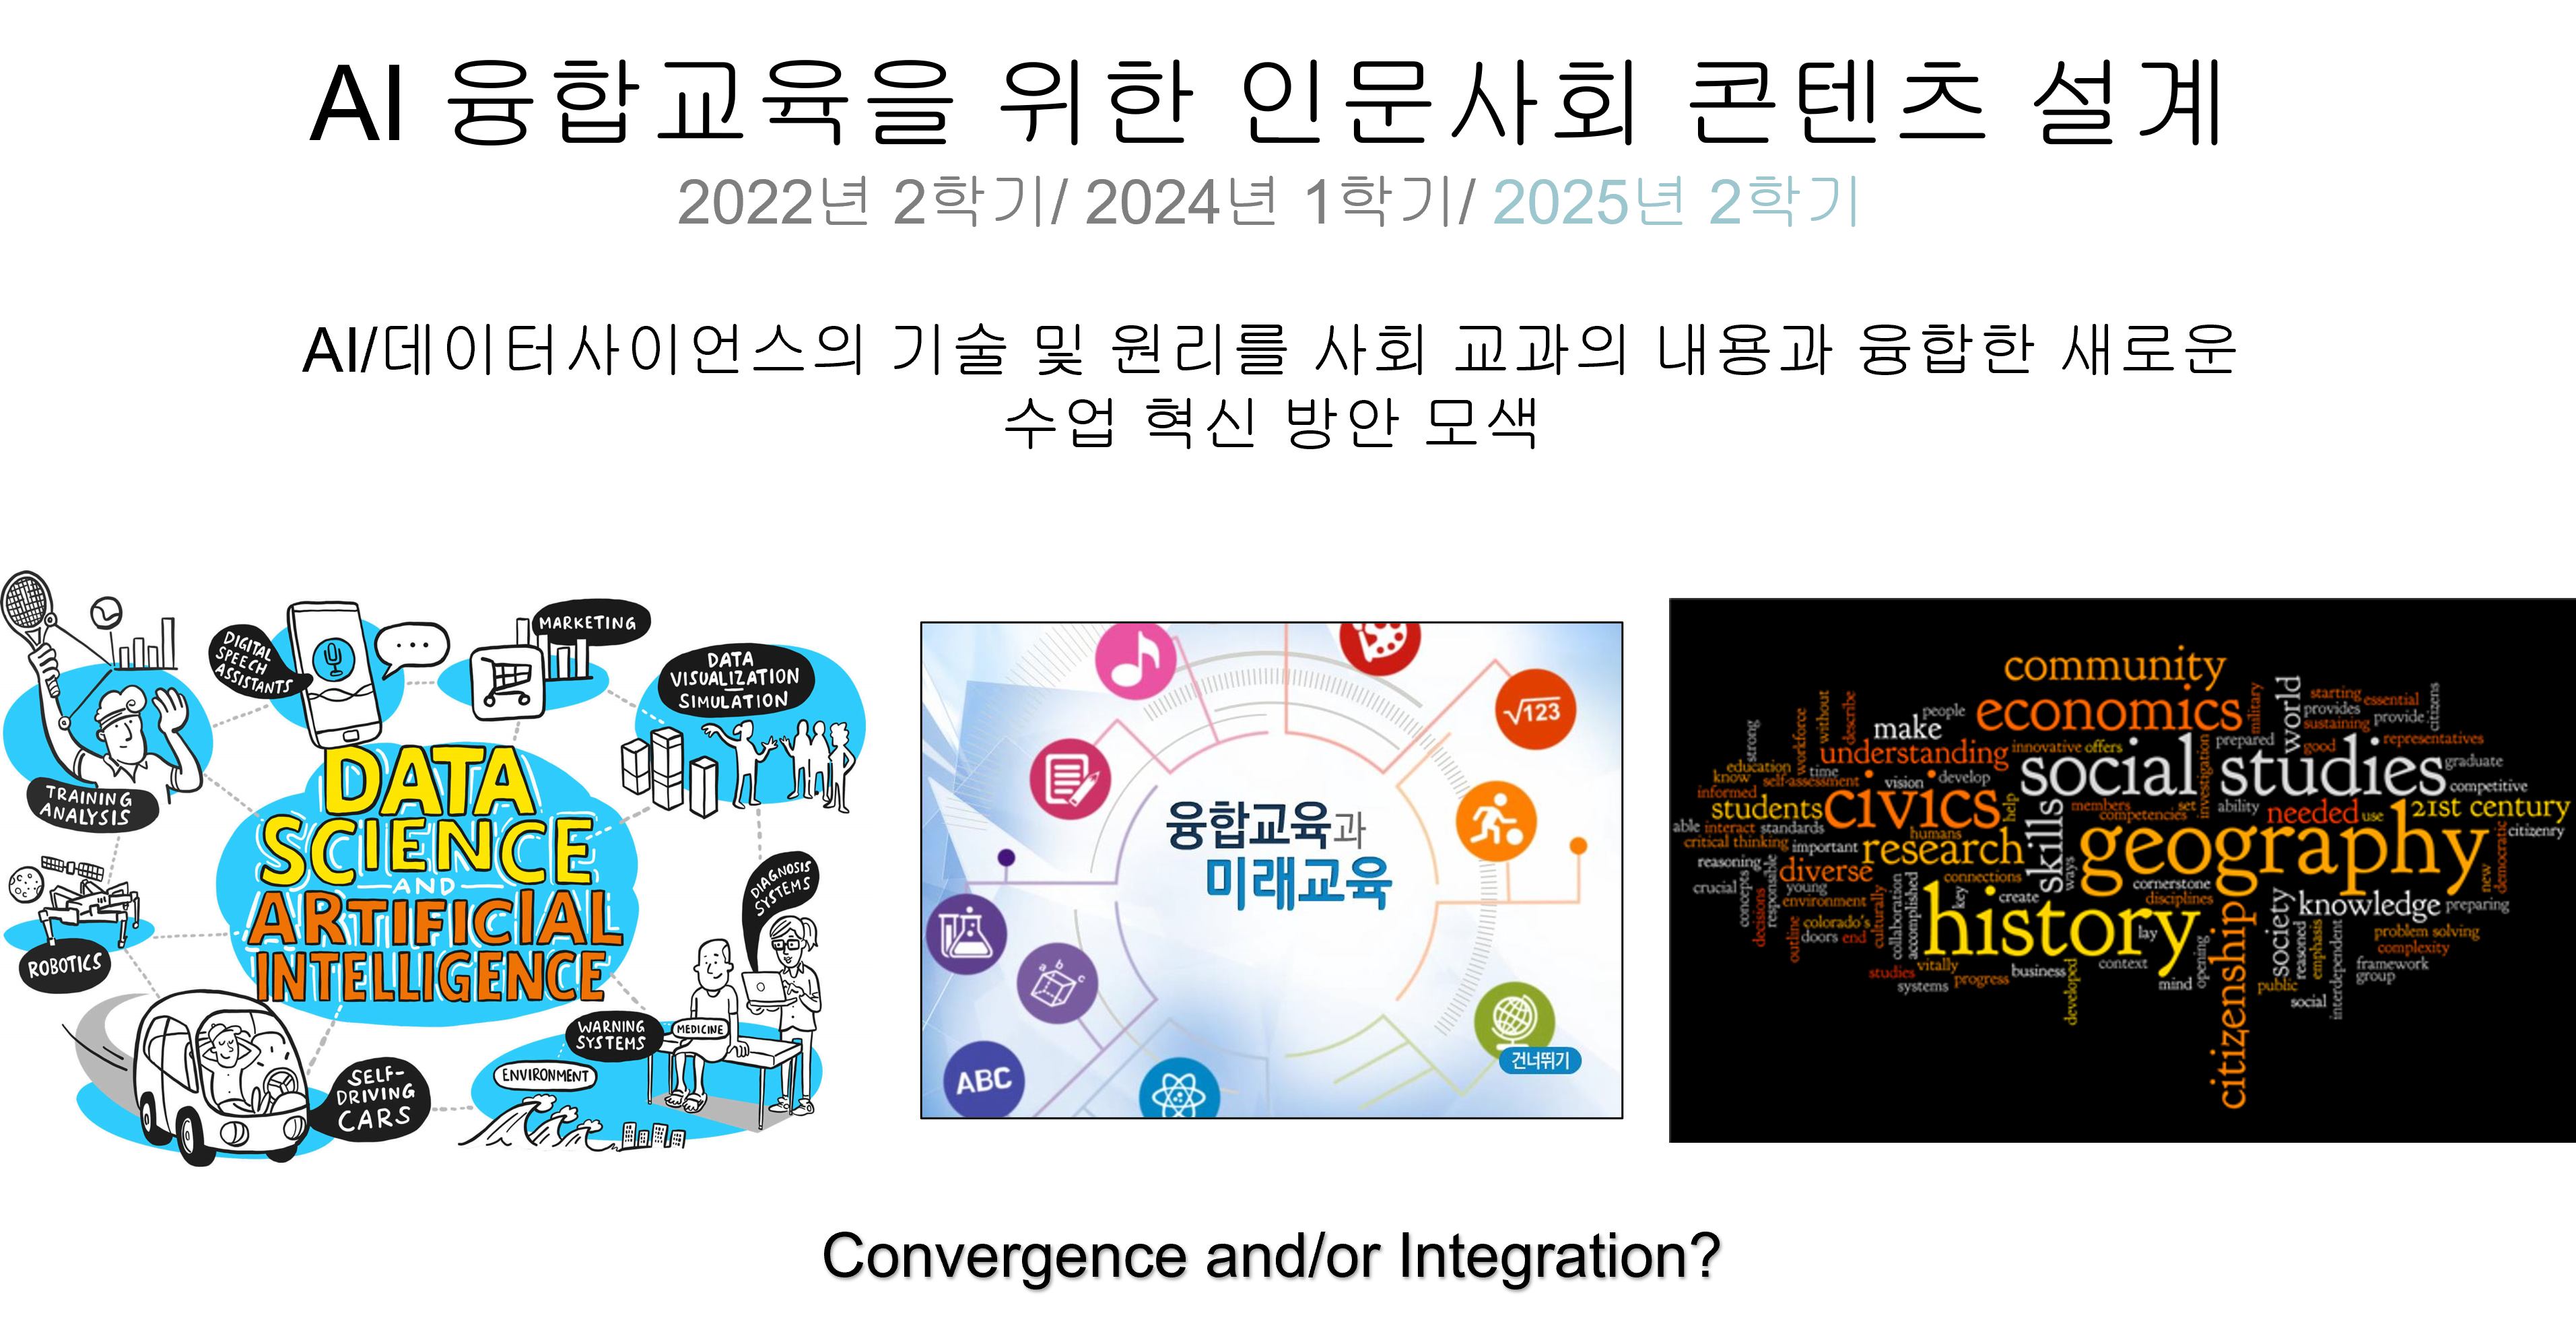 AI 융합교육을 위한 인문사회 콘텐츠 설계
2022년 2학기/ 2024년 1학기/ 2025년 2학기
AI/데이터사이언스의 기술 및 원리를 사회 교과의 내용과 융합한 새로운
수업 혁신 방안 모색
DIGITAL
SPEECH
ASSISTANTS
MARKETING
DATA
VISUALIZATION
SIMULATION
TRAINING
ANALYSIS
DATA
SCIENCE
AND
ARTIFICIAL
INTELLIGENCE
DIAGNOSIS
SYSTEMS
ROBOTICS
WARNING
SYSTEMS
MEDICINE
ENVIRONMENT
SELF-
DRIVING
CARS
√123
융합교육과
미래교육
a b c
ABC
건너뛰기
community
economics
world
military
starting
essential
provides
sustaining
provide
citizens
people
make
without
describe
workforce
strong
understanding
innovative
offers
prepared
good
representatives
investigation
social studies
graduate
competitive
education
know
self-assessment
time
vision
develop
informed
students
civics
help
members
competencies
set
ability
needed
use
21st century
able
interact
standards
humans
skills
geography
citizenry
democratic
critical thinking
important
research
reasoning
responsible
diverse
connections
ways
crucial
concepts
young
environment
key
create
cornerstone
disciplines
new
decisions
culturally
collaboration
accomplished
history
lay
citizenship
society
knowledge
preparing
colorado's
outline
doors
end
opening
reasoned
emphasis
interdependent
problem solving
complexity
studies
vitally
systems
progress
business
developed
context
mind
public
social
framework
group
Convergence and/or Integration?